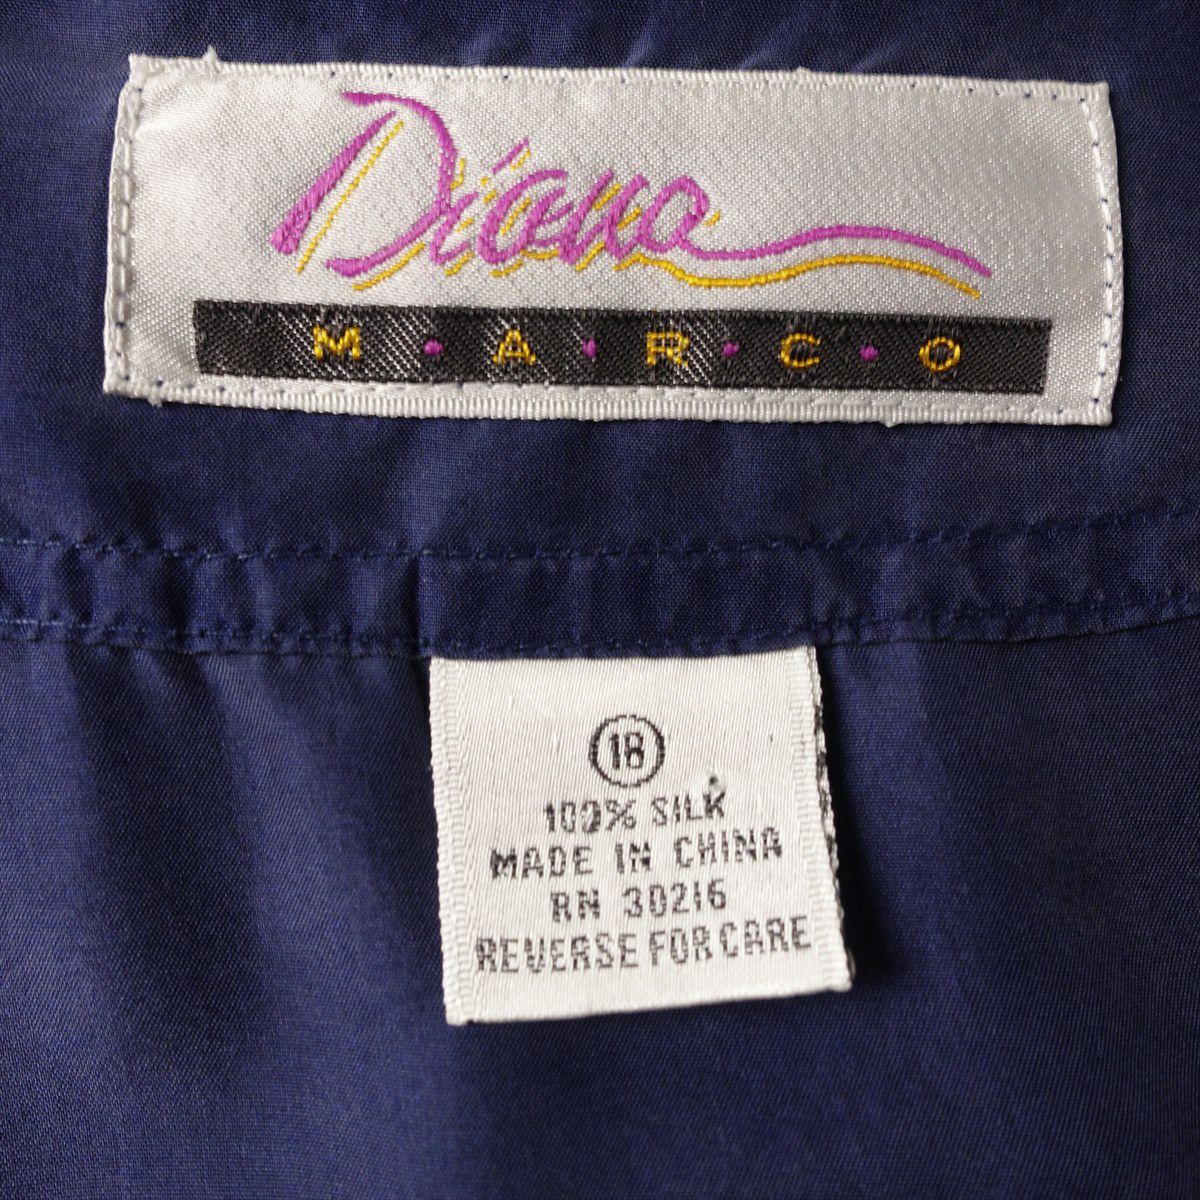 Diana
M·A·R·C·O
18
100% SILK
MADE IN CHINA
RN 30216
REVERSE FOR CARE